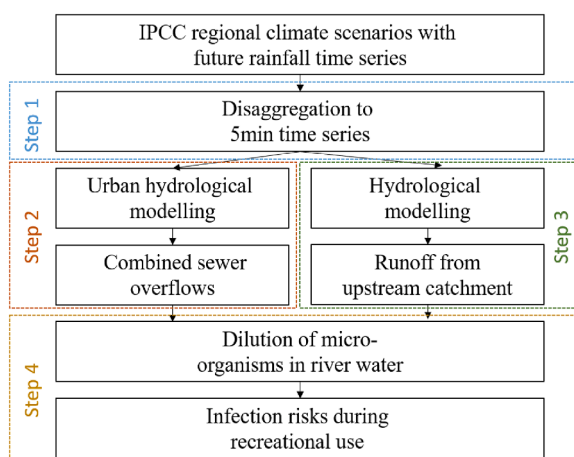 IPCC regional climate scenarios with
future rainfall time series
Step 1
Disaggregation to
5min time series
Step 2
Urban hydrological
modelling
Combined sewer
overflows
Hydrological
modelling
Runoff from
upstream catchment
Step 3
Step 4
Dilution of micro-
organisms in river water
Infection risks during
recreational use